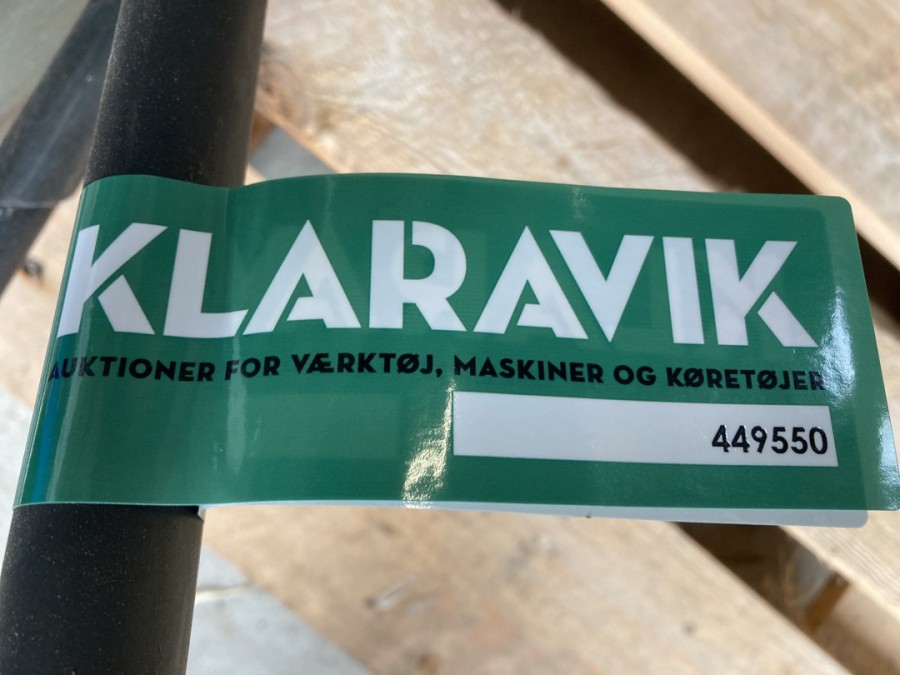 KLARAVIK
AUKTIONER FOR VÆRKTØJ, MASKINER OG KØRETØJER
449550